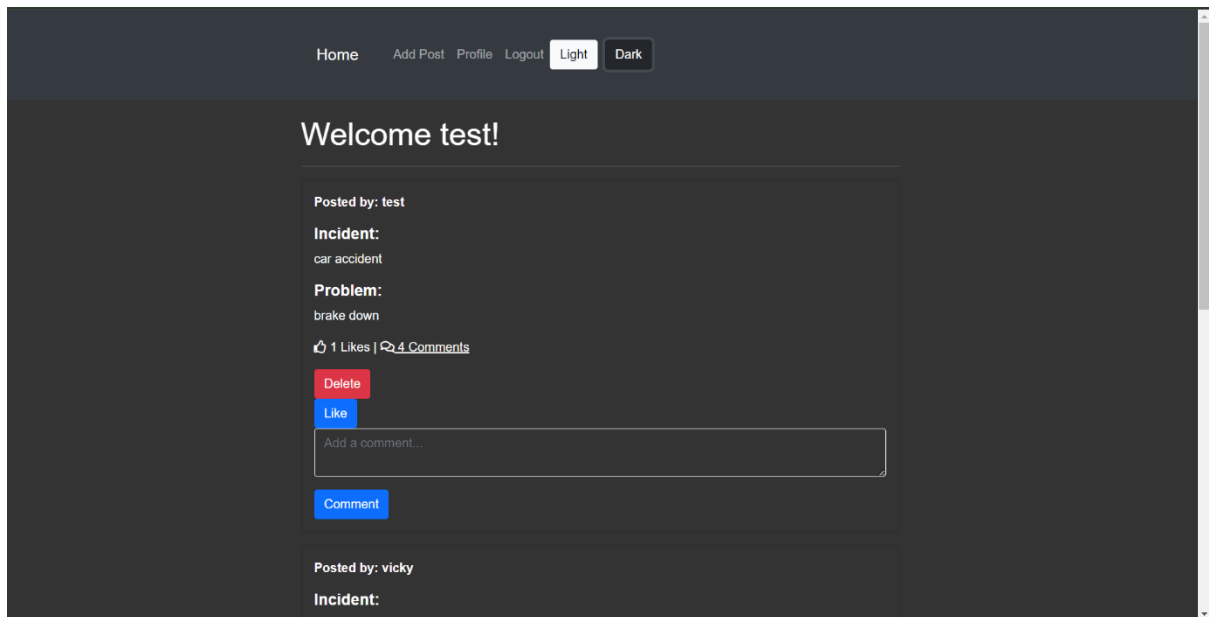 Home Add Post Profile Logout Light Dark
Welcome test!
Posted by: test
Incident:
car accident
Problem:
brake down
1 Likes | 4 Comments
Delete
Like
Add a comment...
Comment
Posted by: vicky
Incident: